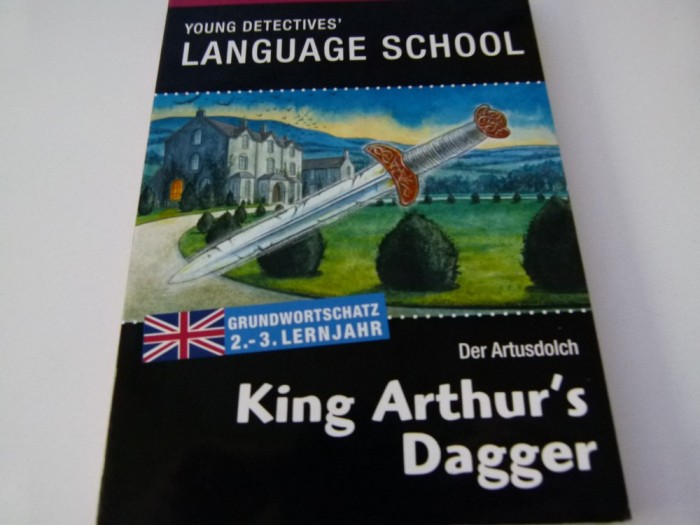 YOUNG DETECTIVES'
LANGUAGE SCHOOL
GRUNDWORTSCHATZ
2.-3. LERNJAHR
Der Artusdolch
King Arthur's
Dagger